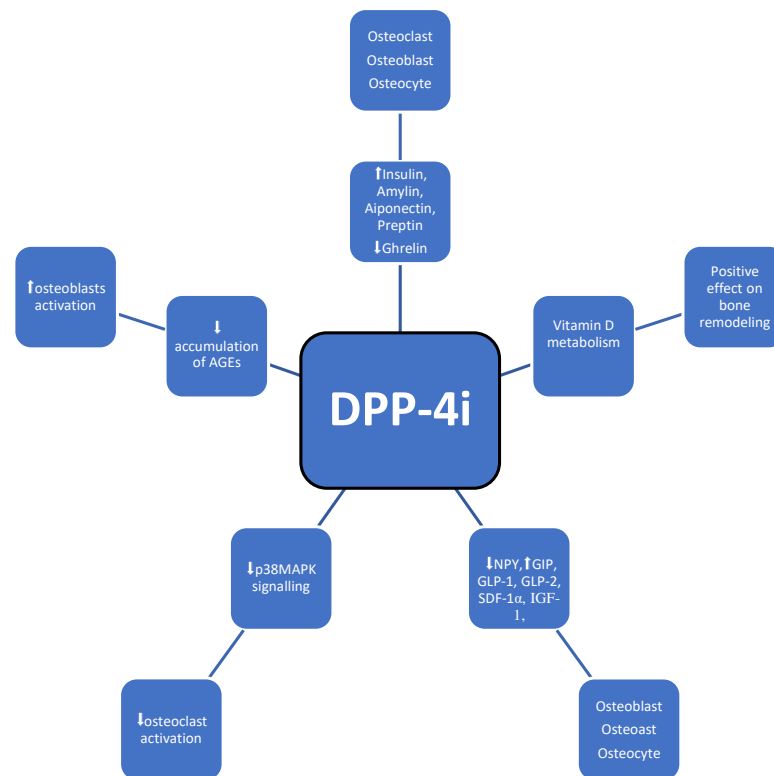 Osteoclast
Osteoblast
Osteocyte
⬆Insulin,
Amylin,
Aiponectin,
Preptin
⬇Ghrelin
⬆osteoblasts
activation
⬇
accumulation
of AGEs
Vitamin D
metabolism
Positive
effect on
bone
remodeling
DPP-4i
⬇p38MAPK
signalling
⬇NPY,⬆GIP,
GLP-1, GLP-2,
SDF-1α, IGF-
1,
⬇osteoclast
activation
Osteoblast
Osteoast
Osteocyte